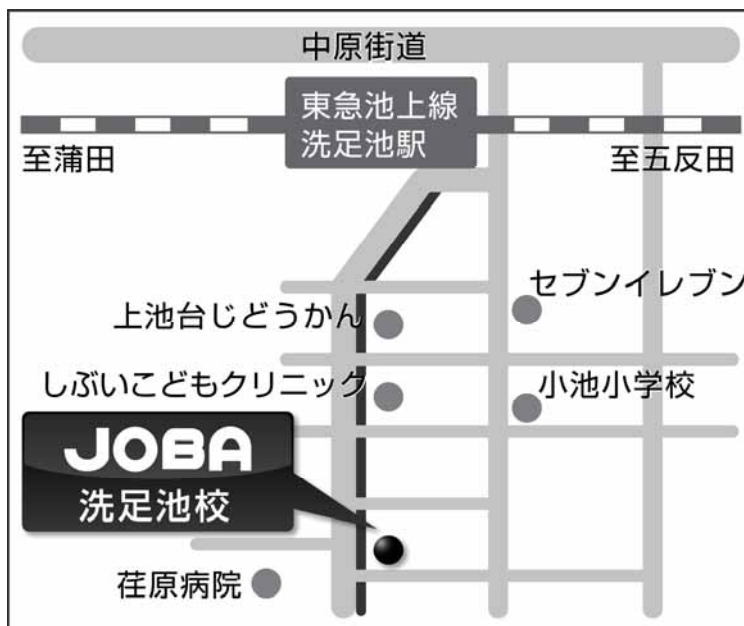 中原街道
東急池上線
洗足池駅
至蒲田
至五反田
セブンイレブン
上池台じどうかん
しぶいこどもクリニック
小池小学校
JOBA
洗足池校
荏原病院